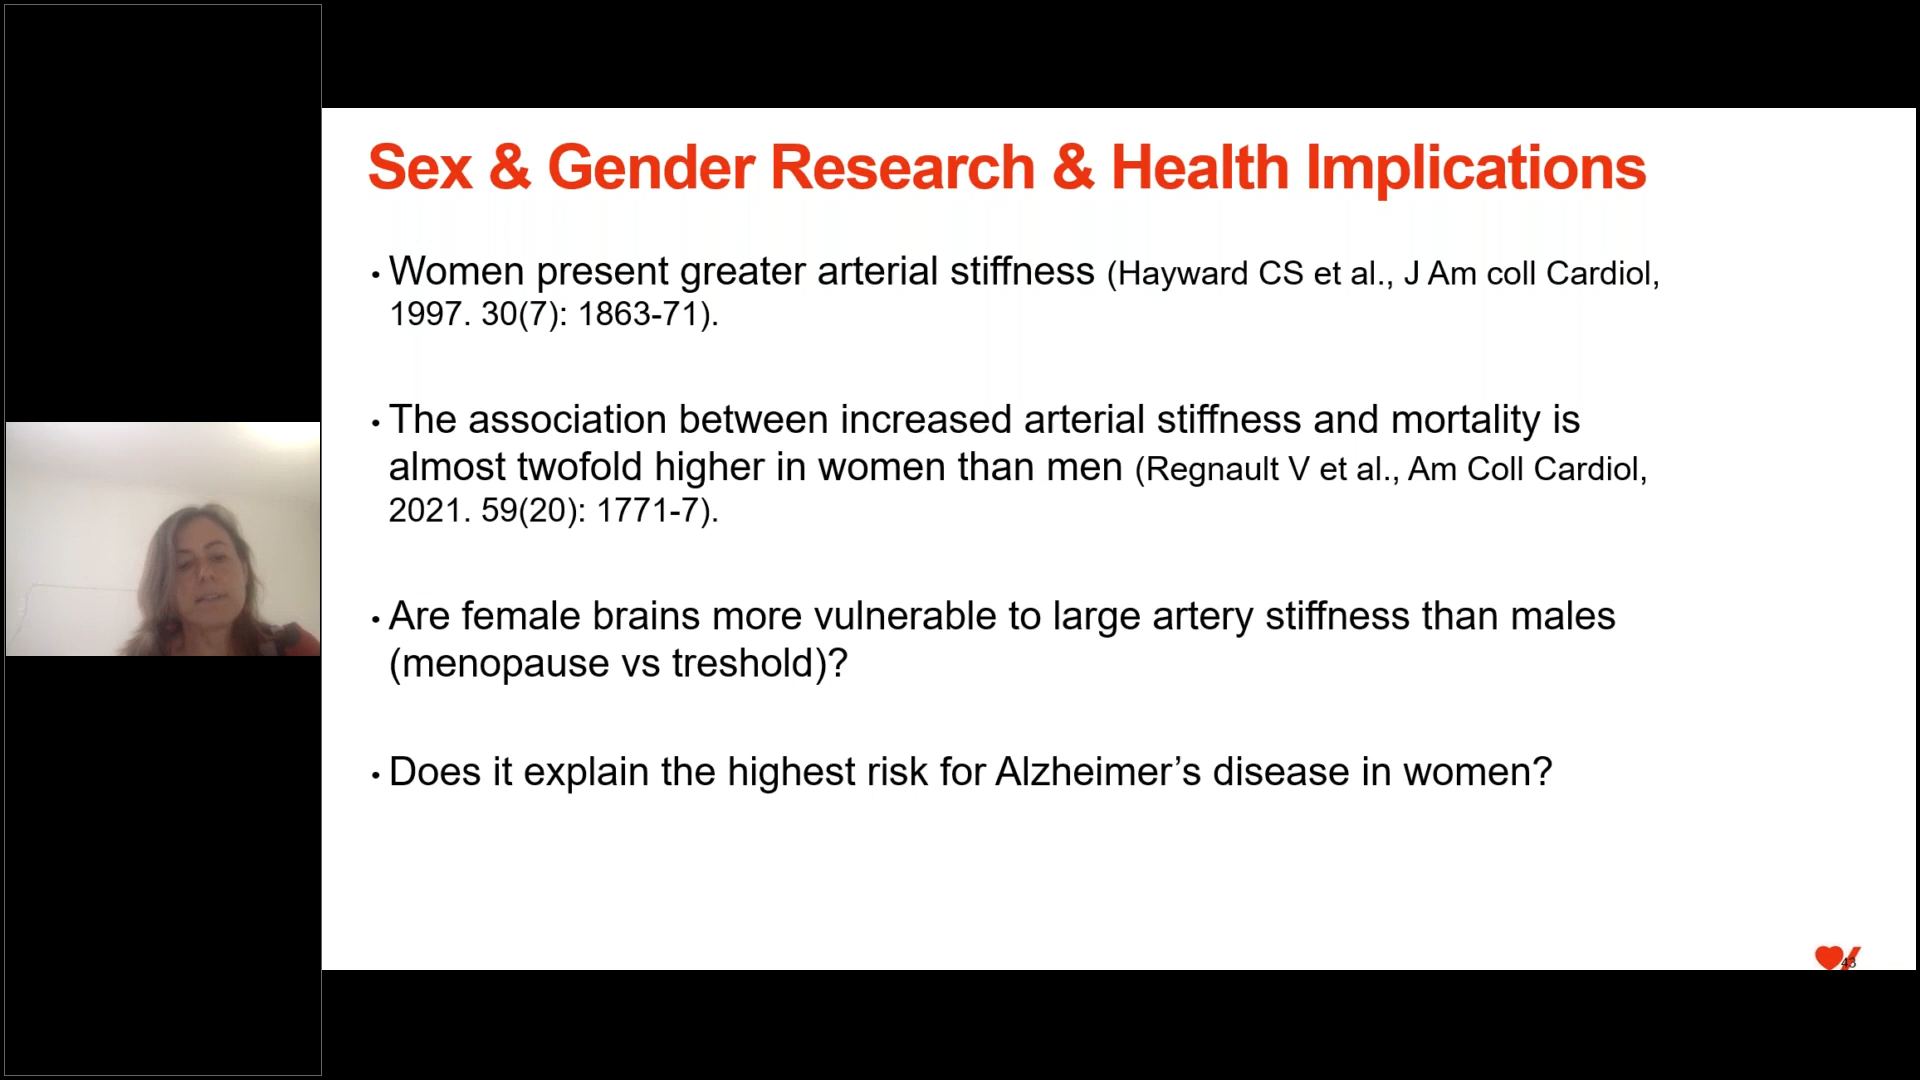 Sex & Gender Research & Health Implications
• Women present greater arterial stiffness (Hayward CS et al., J Am coll Cardiol,
1997. 30(7): 1863-71).
• The association between increased arterial stiffness and mortality is
almost twofold higher in women than men (Regnault V et al., Am Coll Cardiol,
2021. 59(20): 1771-7).
• Are female brains more vulnerable to large artery stiffness than males
(menopause vs treshold)?
• Does it explain the highest risk for Alzheimer’s disease in women?
43